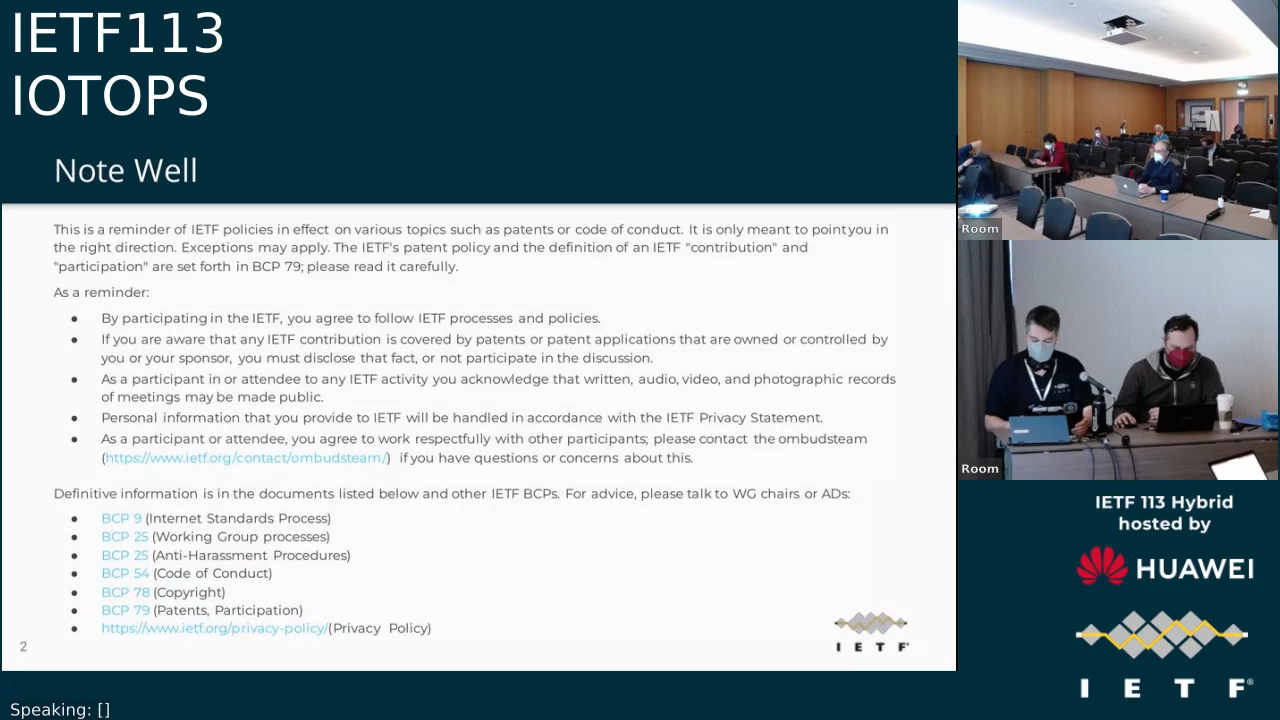 IETF113
IOTOPS
Note Well
This is a reminder of IETF policies in effect on various topics such as patents or code of conduct. It is only meant to point you in
the right direction. Exceptions may apply. The IETF's patent policy and the definition of an IETF "contribution" and
"participation" are set forth in BCP 79; please read it carefully.
As a reminder:
● By participating in the IETF, you agree to follow IETF processes and policies.
● If you are aware that any IETF contribution is covered by patents or patent applications that are owned or controlled by
you or your sponsor, you must disclose that fact, or not participate in the discussion.
● As a participant in or attendee to any IETF activity you acknowledge that written, audio, video, and photographic records
of meetings may be made public.
● Personal information that you provide to IETF will be handled in accordance with the IETF Privacy Statement.
● As a participant or attendee, you agree to work respectfully with other participants; please contact the ombudsteam
(https://www.ietf.org/contact/ombudsteam/) if you have questions or concerns about this.
Definitive information is in the documents listed below and other IETF BCPs. For advice, please talk to WG chairs or ADs:
● BCP 9 (Internet Standards Process)
● BCP 25 (Working Group processes)
● BCP 25 (Anti-Harassment Procedures)
● BCP 54 (Code of Conduct)
● BCP 78 (Copyright)
● BCP 79 (Patents, Participation)
● https://www.ietf.org/privacy-policy/(Privacy Policy)
2
I E T F®
Speaking: []
Room
Room
IETF 113 Hybrid
hosted by
HUAWEI
I E T F®